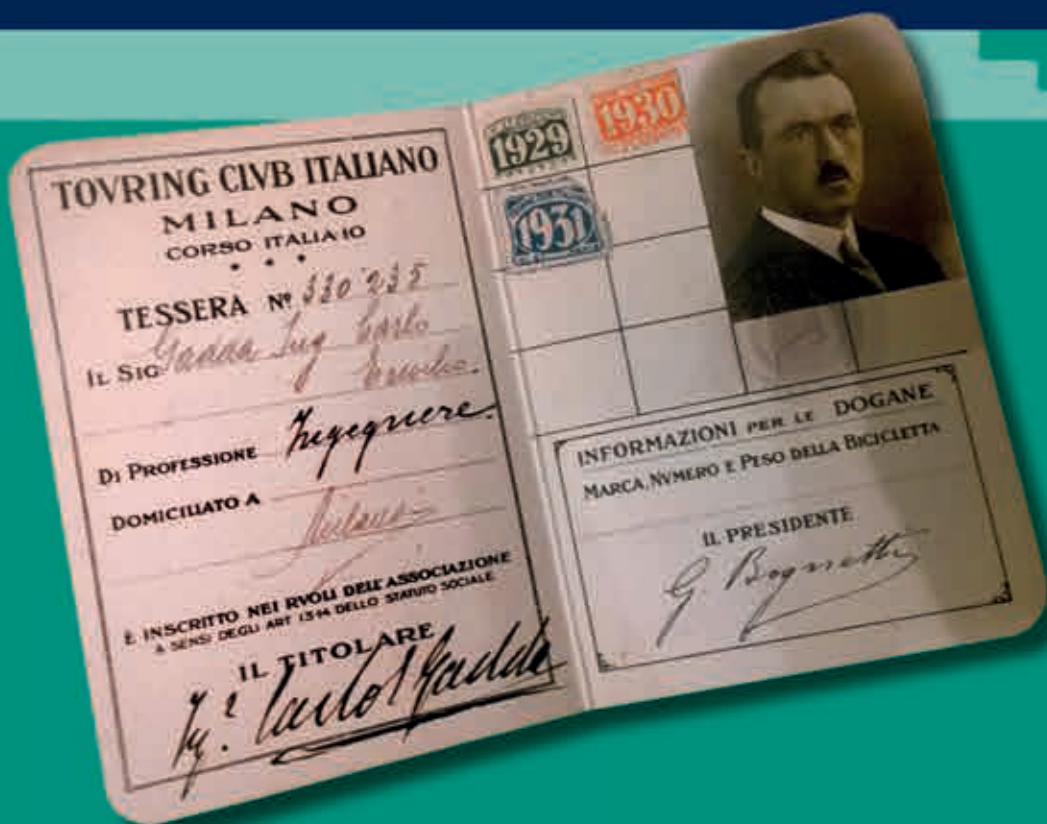 TOVRING CLVB ITALIANO
MILANO
CORSO ITALIA 10
TESSERA Nº 330'235
IL SIG Gadda Ing Carlo
Emilio.
DI PROFESSIONE Ingegnere.
DOMICILIATO A Milano
È INSCRITTO NEI RVOLI DELL'ASSOCIAZIONE
A SENSI DEGLI ART 13-14 DELLO STATUTO SOCIALE
IL TITOLARE
Ing. Carlo E Gadda
1929
1930
1931
INFORMAZIONI PER LE DOGANE
MARCA, NVMERO E PESO DELLA BICICLETTA
IL PRESIDENTE
G. Bognetti